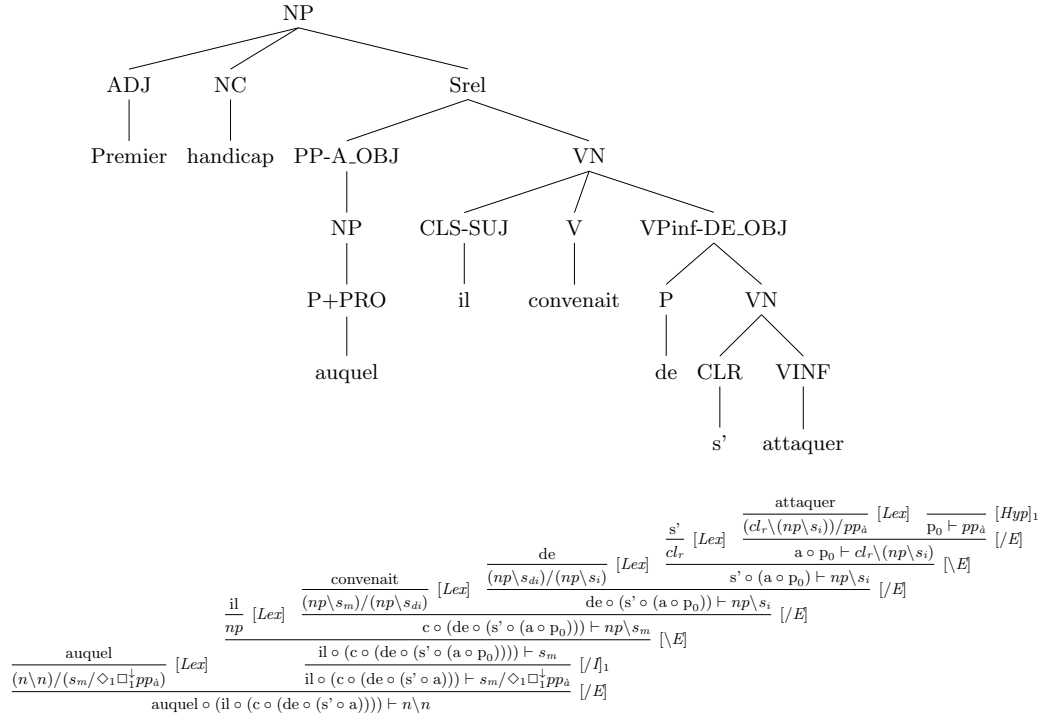 NP
ADJ NC Srel
Premier handicap PP-A_OBJ VN
NP CLS-SUJ V VPinf-DE_OBJ
P+PRO il convenait P VN
auquel de CLR VINF
s’ attaquer
attaquer
(cl_r\(np\s_i))/pp_à [Lex] p_0 ⊢ pp_à [Hyp]_1
s’
cl_r [Lex] a ∘ p_0 ⊢ cl_r\(np\s_i) [/E]
de
(np\s_di)/(np\s_i) [Lex] s’ ∘ (a ∘ p_0) ⊢ np\s_i [\E]
convenait
(np\s_m)/(np\s_di) [Lex] de ∘ (s’ ∘ (a ∘ p_0)) ⊢ np\s_i [/E]
il
np [Lex] c ∘ (de ∘ (s’ ∘ (a ∘ p_0))) ⊢ np\s_m [/E]
il ∘ (c ∘ (de ∘ (s’ ∘ (a ∘ p_0)))) ⊢ s_m [\E]
auquel
(n\n)/(s_m/◇_1□_1^↓pp_à) [Lex] il ∘ (c ∘ (de ∘ (s’ ∘ a))) ⊢ s_m/◇_1□_1^↓pp_à [/I]_1
auquel ∘ (il ∘ (c ∘ (de ∘ (s’ ∘ a)))) ⊢ n\n [/E]